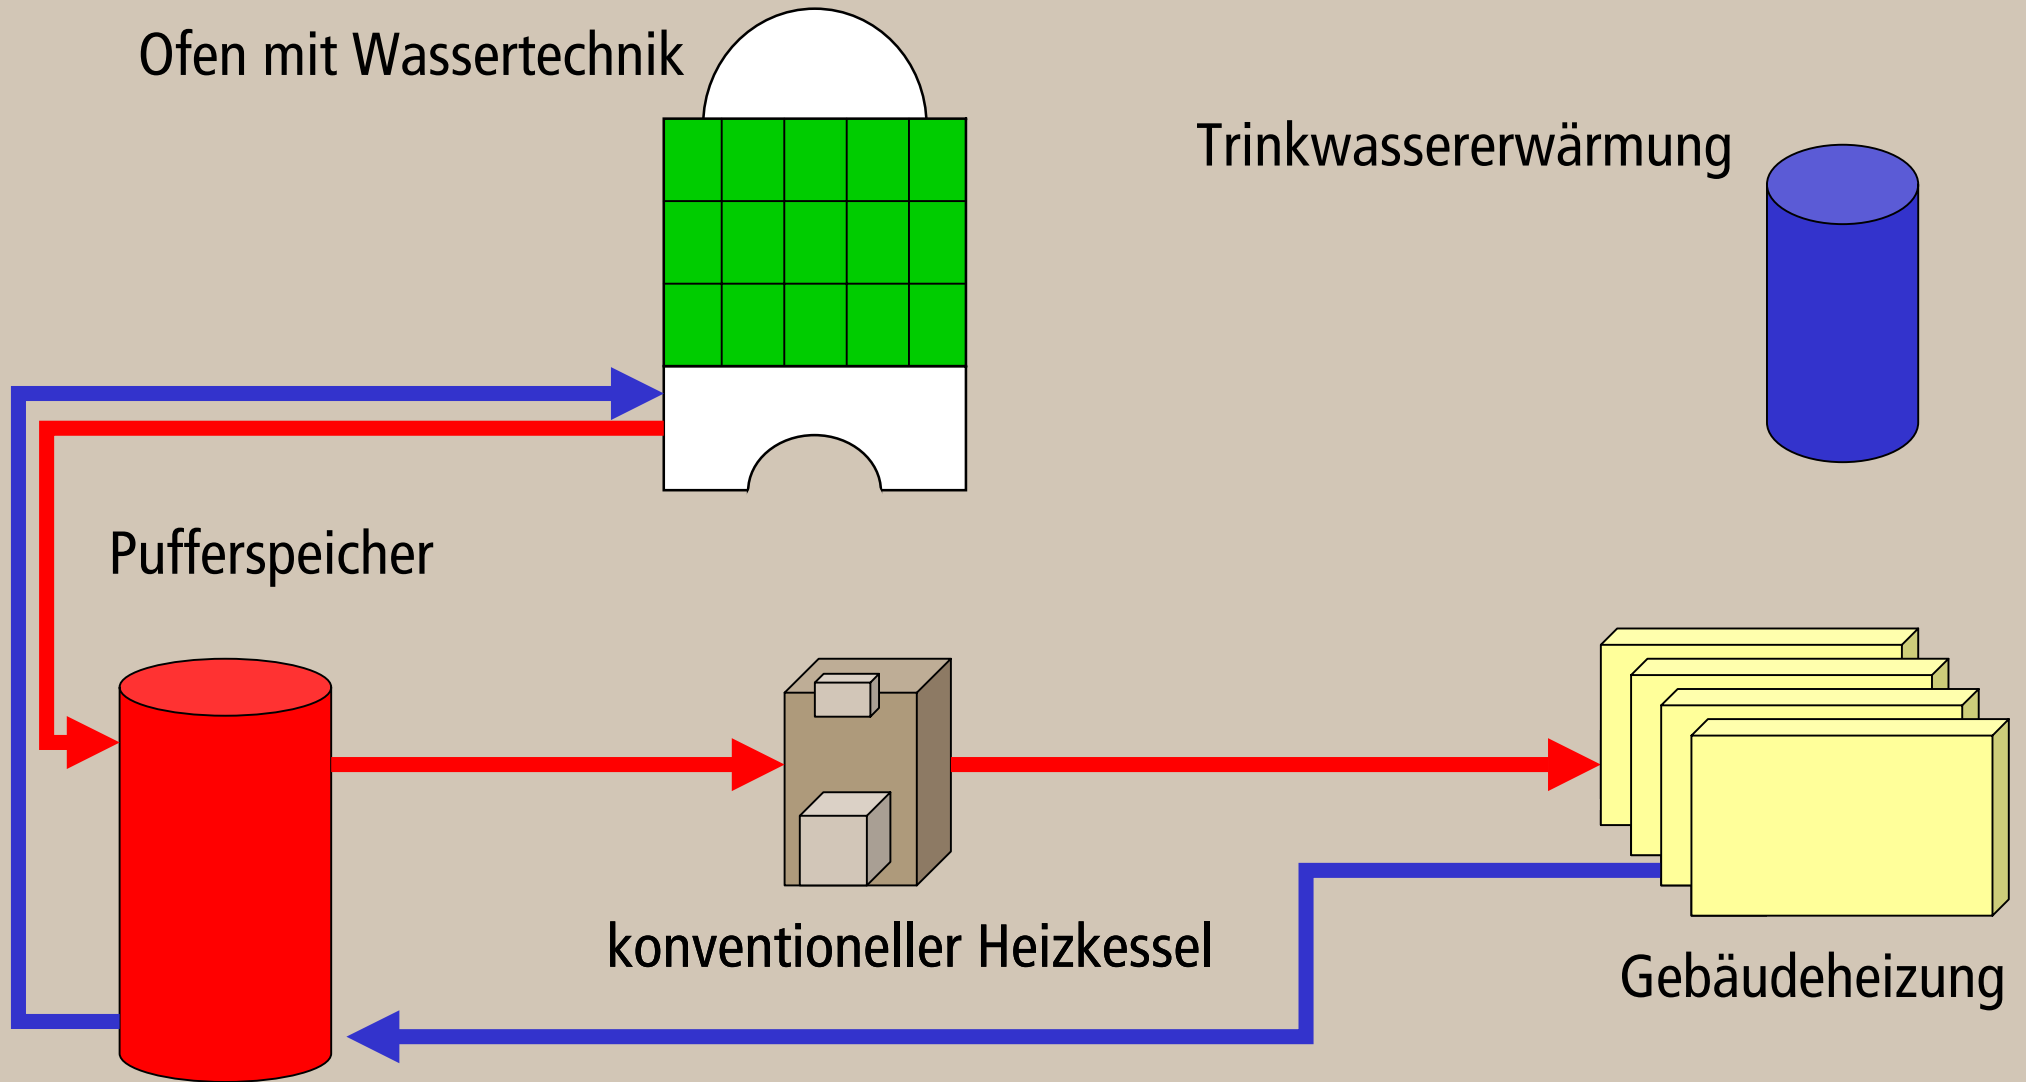 Ofen mit Wassertechnik
Trinkwassererwärmung
Pufferspeicher
konventioneller Heizkessel
Gebäudeheizung